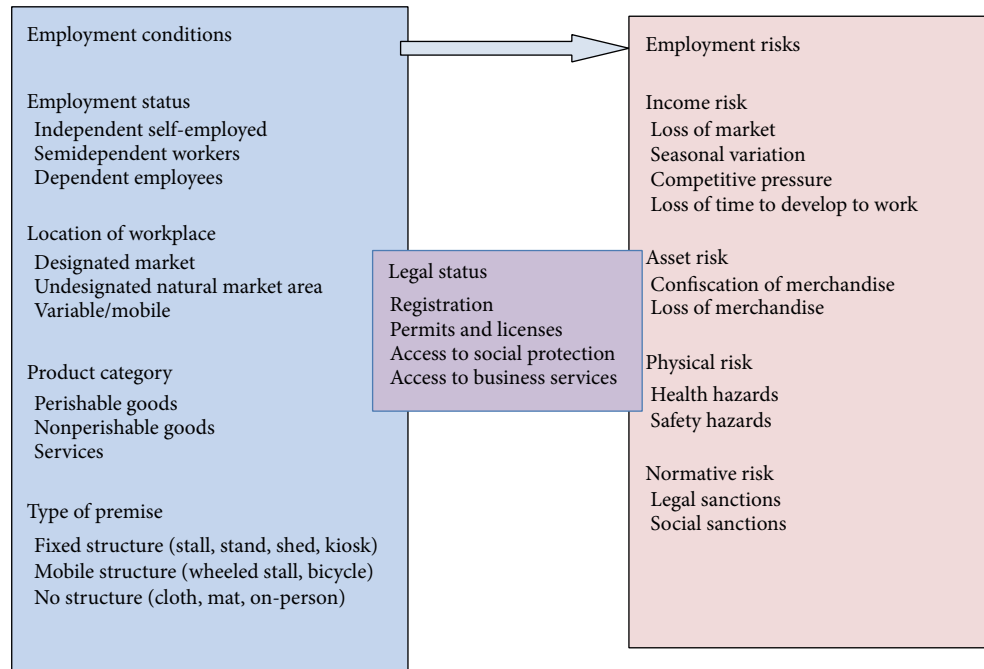 Employment conditions
Employment status
Independent self-employed
Semidependent workers
Dependent employees
Location of workplace
Designated market
Undesignated natural market area
Variable/mobile
Product category
Perishable goods
Nonperishable goods
Services
Type of premise
Fixed structure (stall, stand, shed, kiosk)
Mobile structure (wheeled stall, bicycle)
No structure (cloth, mat, on-person)
Legal status
Registration
Permits and licenses
Access to social protection
Access to business services
Employment risks
Income risk
Loss of market
Seasonal variation
Competitive pressure
Loss of time to develop to work
Asset risk
Confiscation of merchandise
Loss of merchandise
Physical risk
Health hazards
Safety hazards
Normative risk
Legal sanctions
Social sanctions